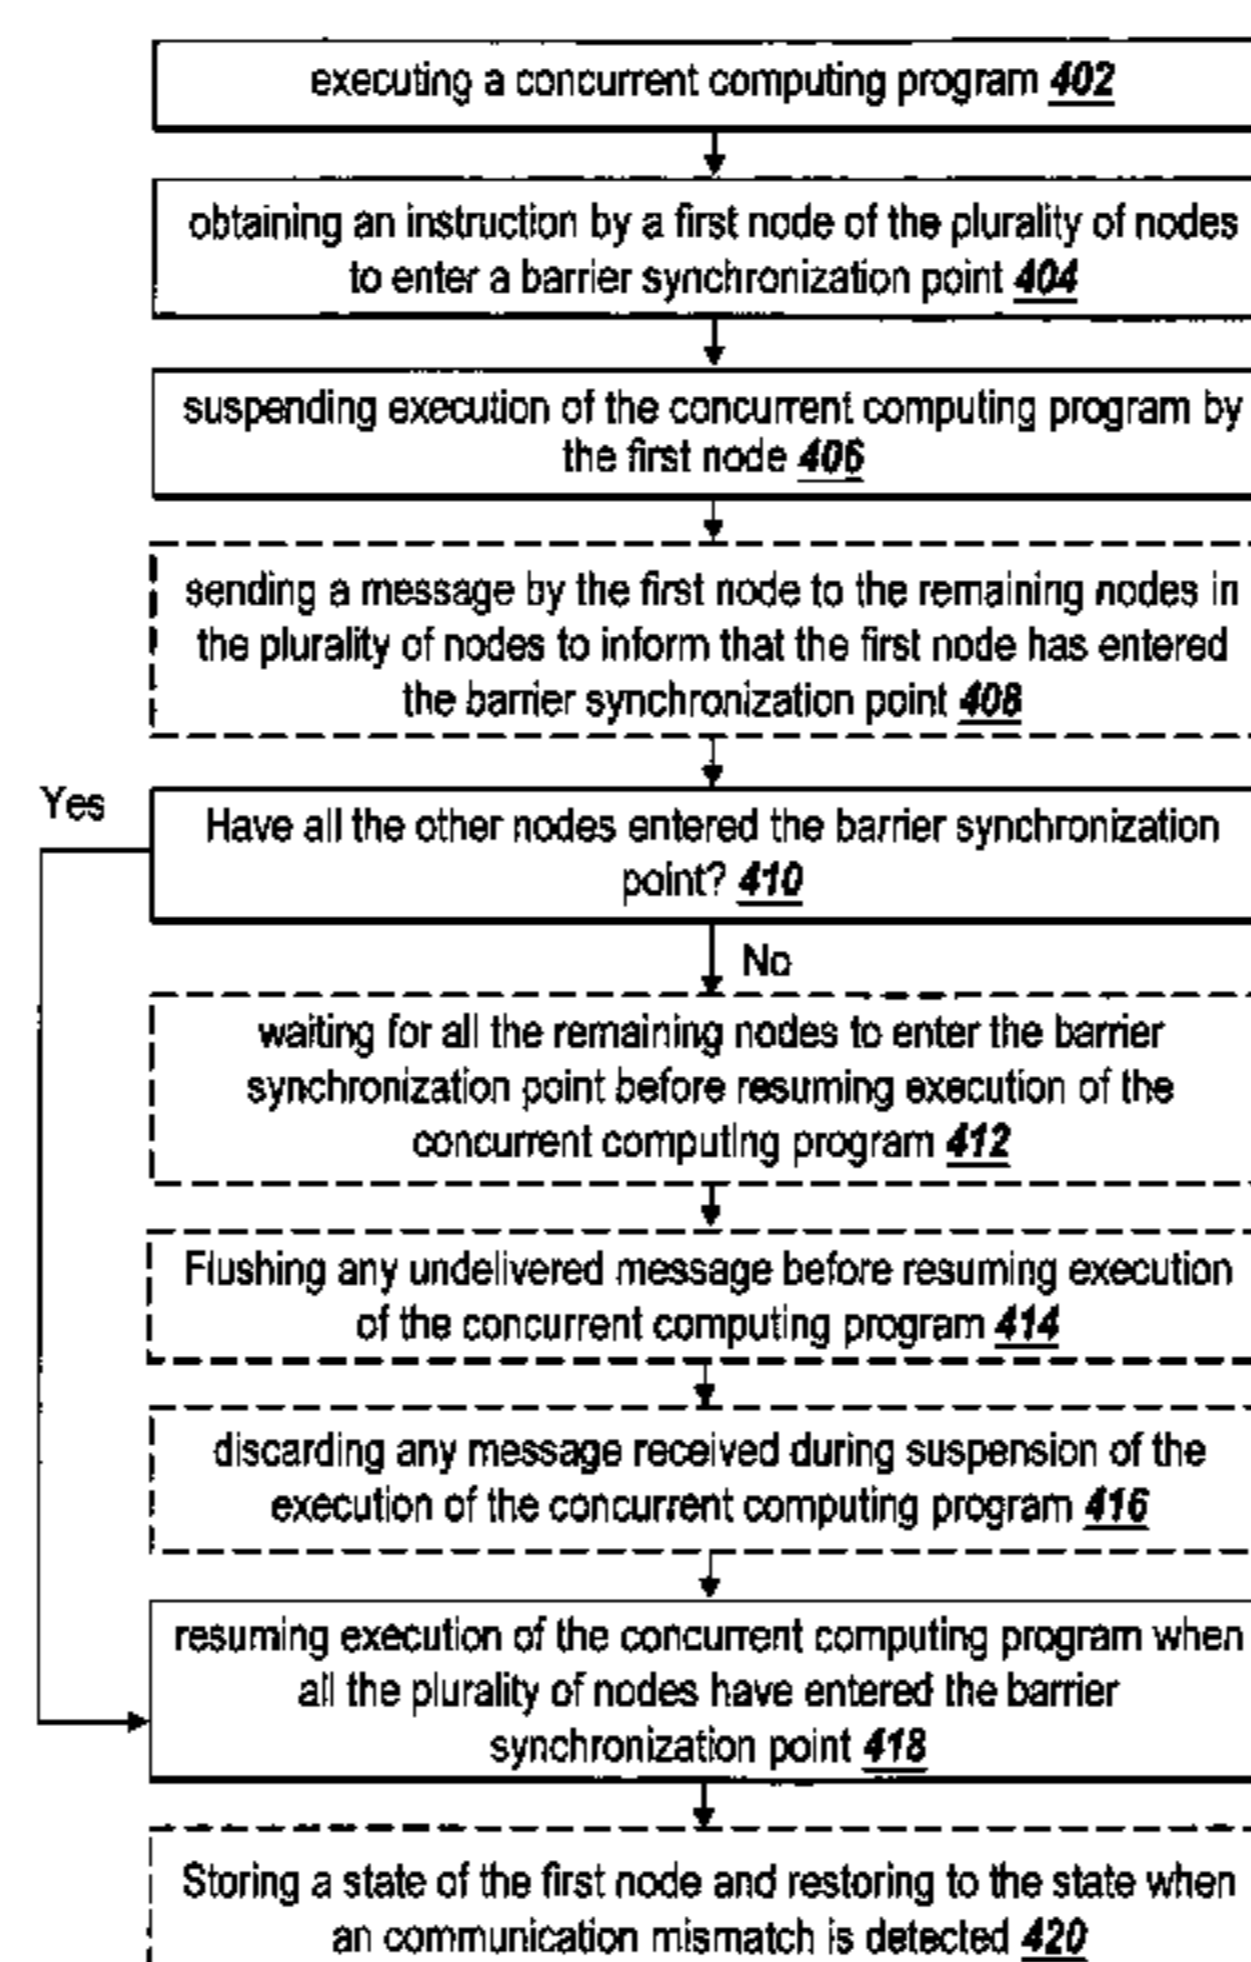 executing a concurrent computing program 402
obtaining an instruction by a first node of the plurality of nodes
to enter a barrier synchronization point 404
suspending execution of the concurrent computing program by
the first node 406
sending a message by the first node to the remaining nodes in
the plurality of nodes to inform that the first node has entered
the barrier synchronization point 408
Yes
Have all the other nodes entered the barrier synchronization
point? 410
No
waiting for all the remaining nodes to enter the barrier
synchronization point before resuming execution of the
concurrent computing program 412
Flushing any undelivered message before resuming execution
of the concurrent computing program 414
discarding any message received during suspension of the
execution of the concurrent computing program 416
resuming execution of the concurrent computing program when
all the plurality of nodes have entered the barrier
synchronization point 418
Storing a state of the first node and restoring to the state when
an communication mismatch is detected 420